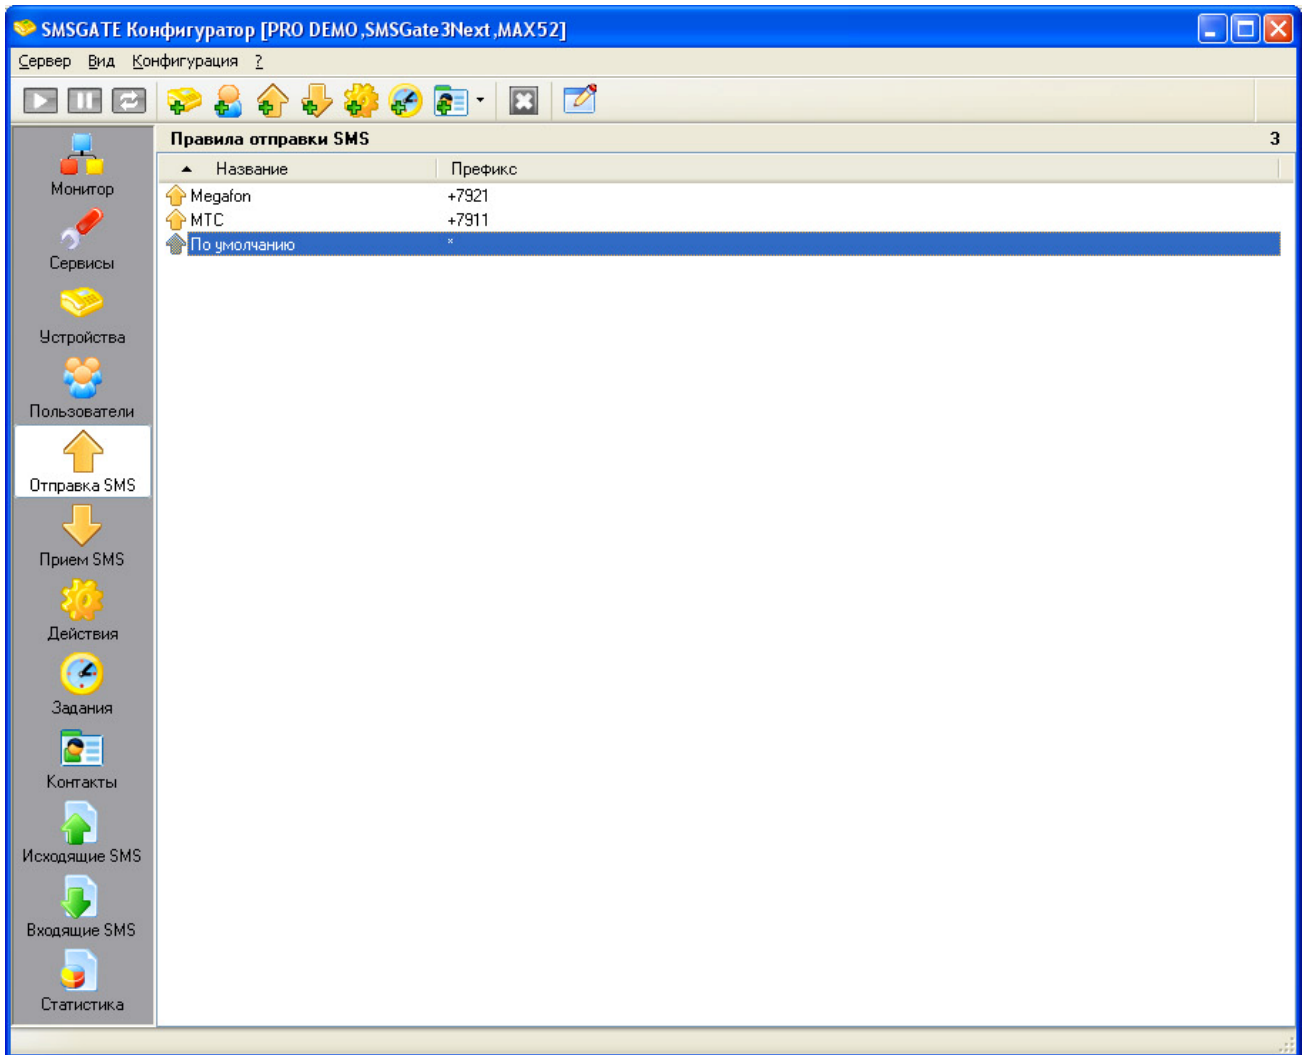 SMSGATE Конфигуратор [PRO DEMO,SMSGate3Next,MAX52]
Сервер Вид Конфигурация ?
Правила отправки SMS 3
Название Префикс
Megafon +7921
МТС +7911
По умолчанию *
Монитор
Сервисы
Устройства
Пользователи
Отправка SMS
Прием SMS
Действия
Задания
Контакты
Исходящие SMS
Входящие SMS
Статистика